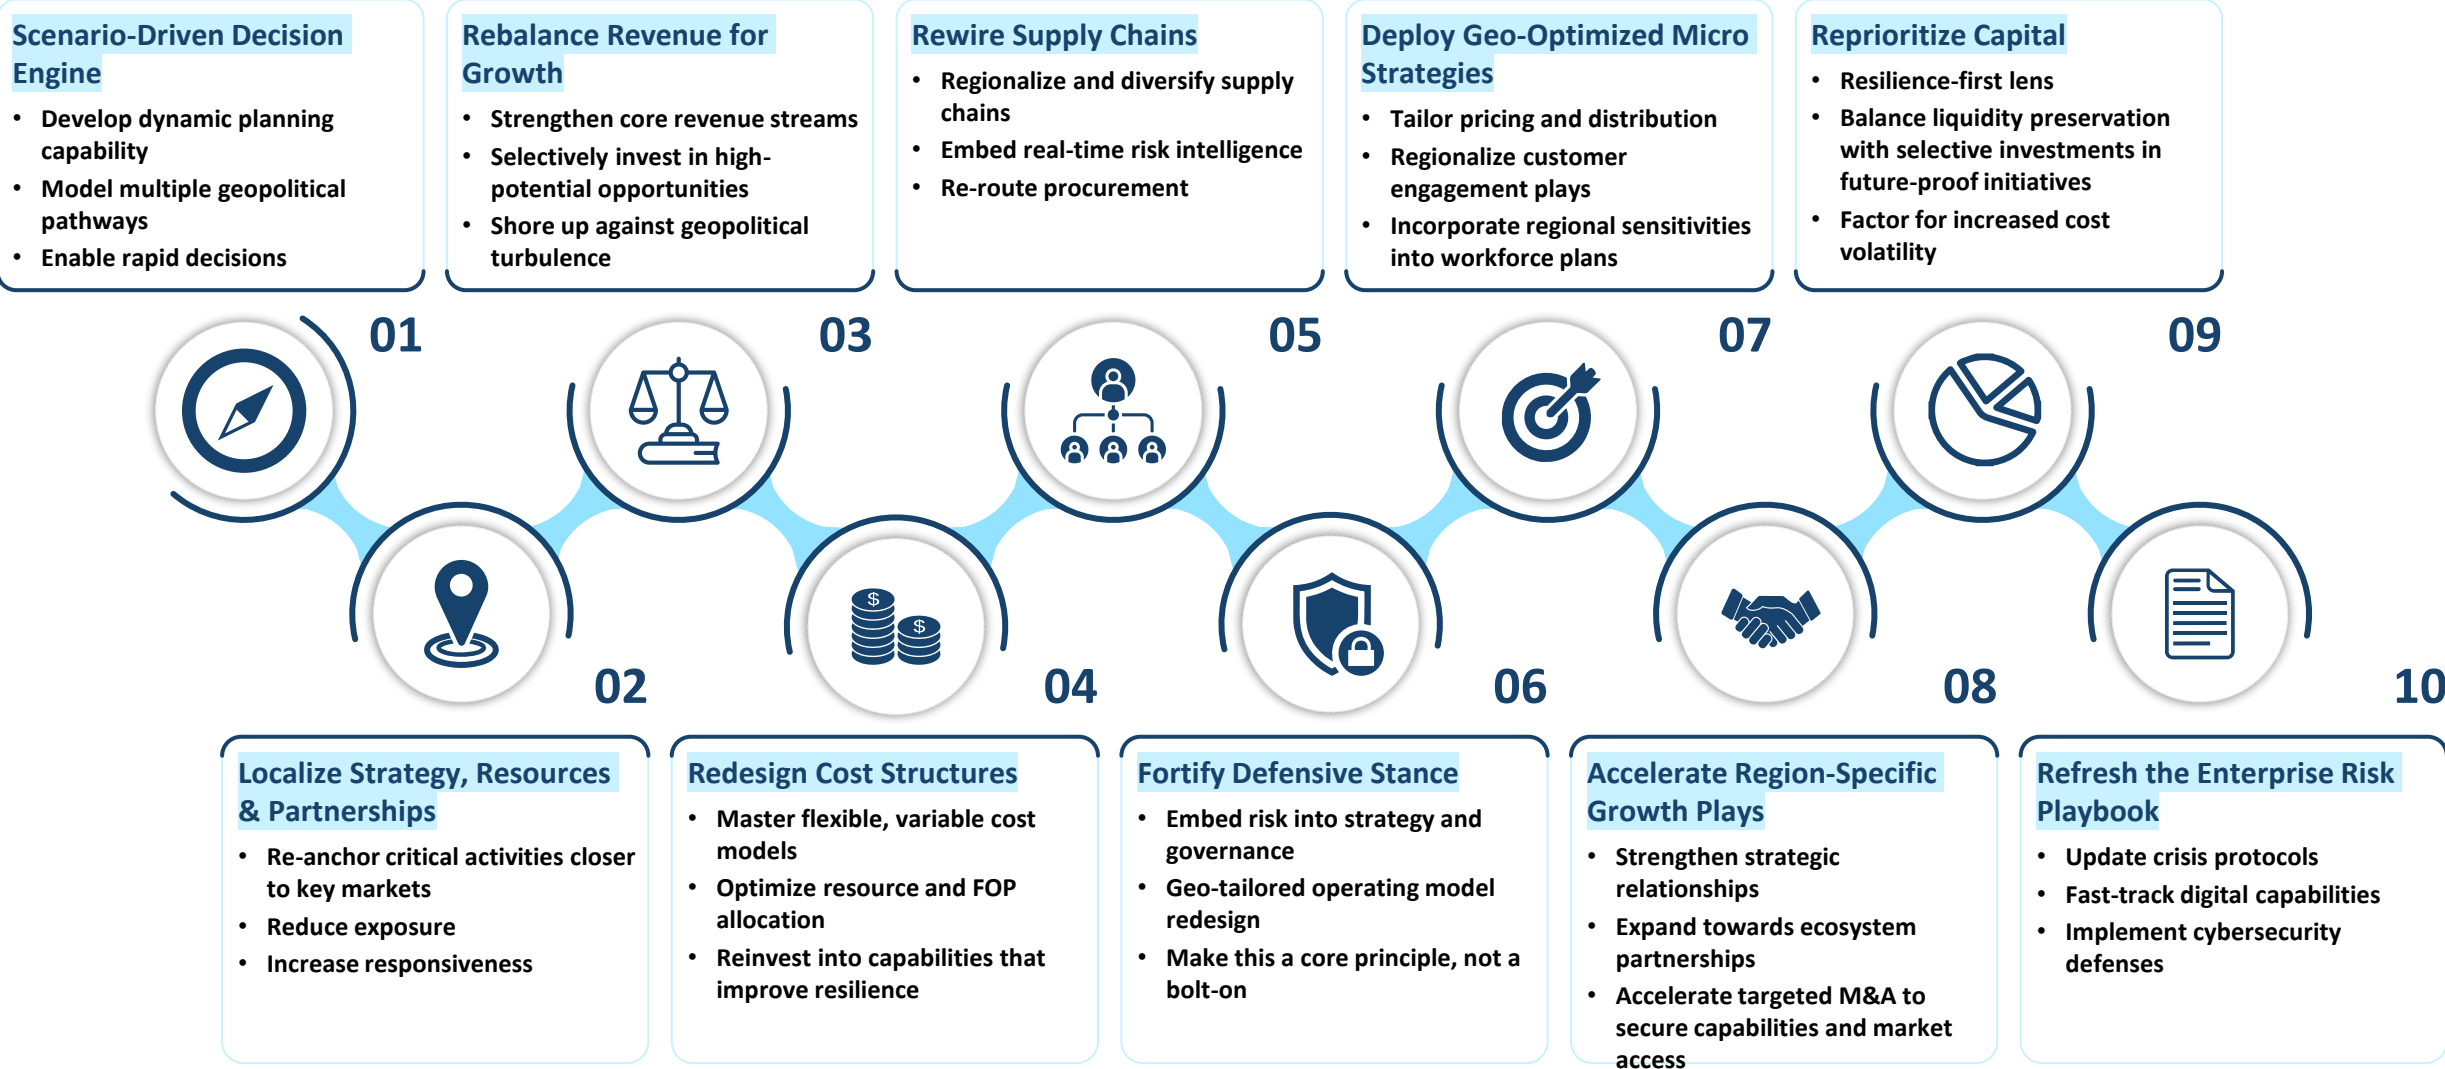 Scenario-Driven Decision
Engine
• Develop dynamic planning
capability
• Model multiple geopolitical
pathways
• Enable rapid decisions
01
Localize Strategy, Resources
& Partnerships
• Re-anchor critical activities closer
to key markets
• Reduce exposure
• Increase responsiveness
02
Rebalance Revenue for
Growth
• Strengthen core revenue streams
• Selectively invest in high-
potential opportunities
• Shore up against geopolitical
turbulence
03
$
$
Redesign Cost Structures
• Master flexible, variable cost
models
• Optimize resource and FOP
allocation
• Reinvest into capabilities that
improve resilience
04
Rewire Supply Chains
• Regionalize and diversify supply
chains
• Embed real-time risk intelligence
• Re-route procurement
05
Fortify Defensive Stance
• Embed risk into strategy and
governance
• Geo-tailored operating model
redesign
• Make this a core principle, not a
bolt-on
06
Deploy Geo-Optimized Micro
Strategies
• Tailor pricing and distribution
• Regionalize customer
engagement plays
• Incorporate regional sensitivities
into workforce plans
07
Accelerate Region-Specific
Growth Plays
• Strengthen strategic
relationships
• Expand towards ecosystem
partnerships
• Accelerate targeted M&A to
secure capabilities and market
access
08
Reprioritize Capital
• Resilience-first lens
• Balance liquidity preservation
with selective investments in
future-proof initiatives
• Factor for increased cost
volatility
09
Refresh the Enterprise Risk
Playbook
• Update crisis protocols
• Fast-track digital capabilities
• Implement cybersecurity
defenses
10